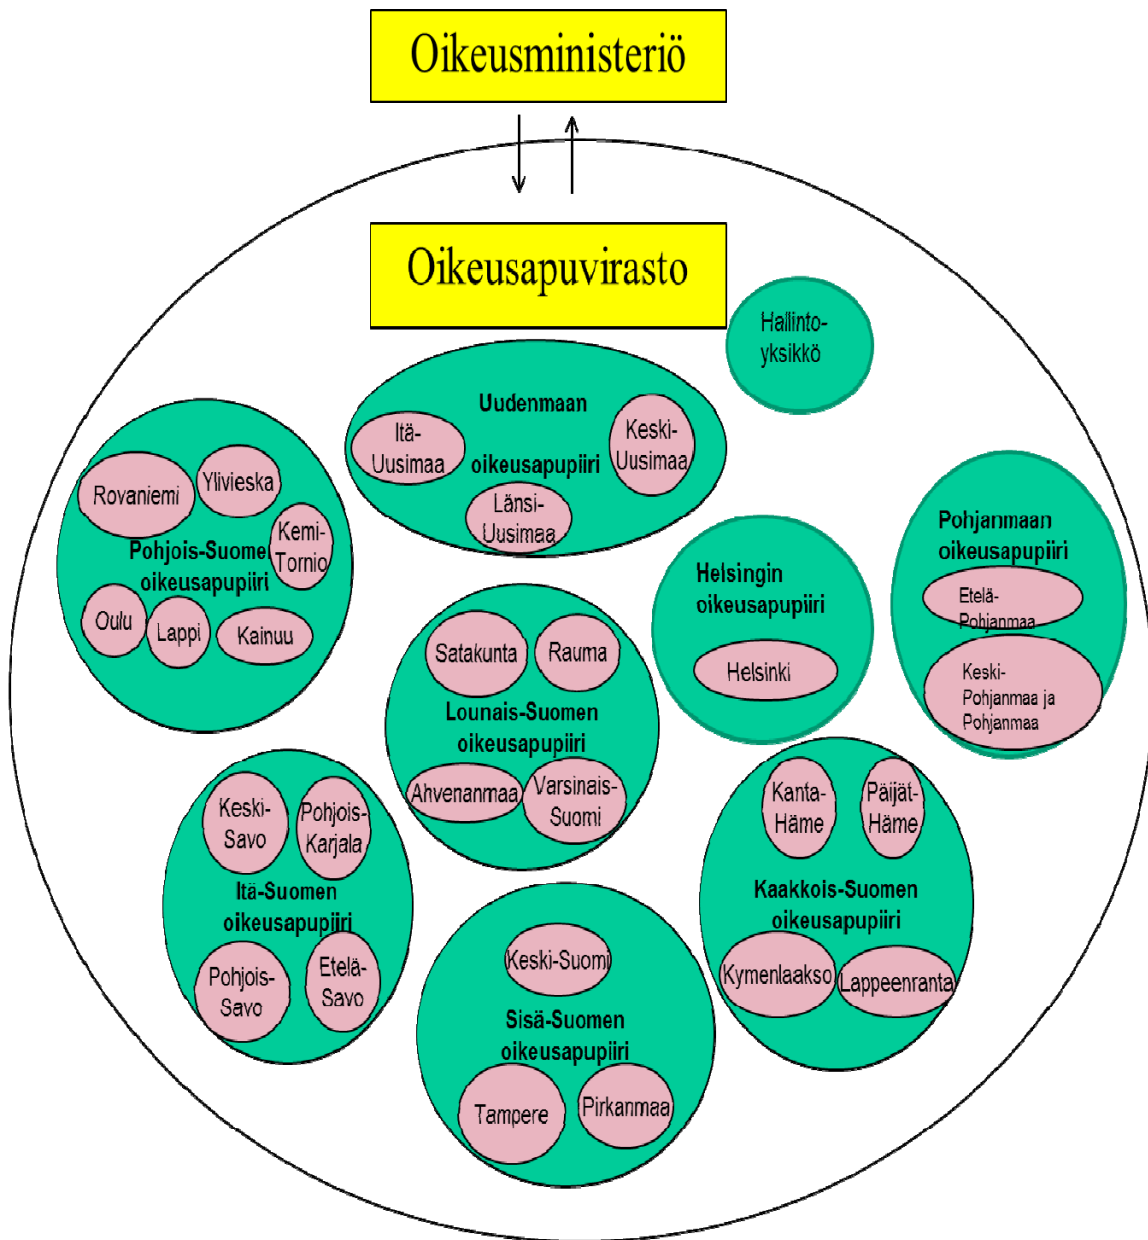 Oikeusministeriö
Oikeusapuvirasto
Hallinto-
yksikkö
Uudenmaan
oikeusapupiiri
Itä-
Uusimaa
Keski-
Uusimaa
Länsi-
Uusimaa
Rovaniemi
Ylivieska
Kemi-
Tornio
Pohjois-Suomen
oikeusapupiiri
Oulu
Lappi
Kainuu
Helsingin
oikeusapupiiri
Helsinki
Pohjanmaan
oikeusapupiiri
Etelä-
Pohjanmaa
Keski-
Pohjanmaa ja
Pohjanmaa
Satakunta
Rauma
Lounais-Suomen
oikeusapupiiri
Ahvenanmaa
Varsinais-
Suomi
Keski-
Savo
Pohjois-
Karjala
Itä-Suomen
oikeusapupiiri
Pohjois-
Savo
Etelä-
Savo
Kanta-
Häme
Päijät-
Häme
Kaakkois-Suomen
oikeusapupiiri
Kymenlaakso
Lappeenranta
Keski-Suomi
Sisä-Suomen
oikeusapupiiri
Tampere
Pirkanmaa